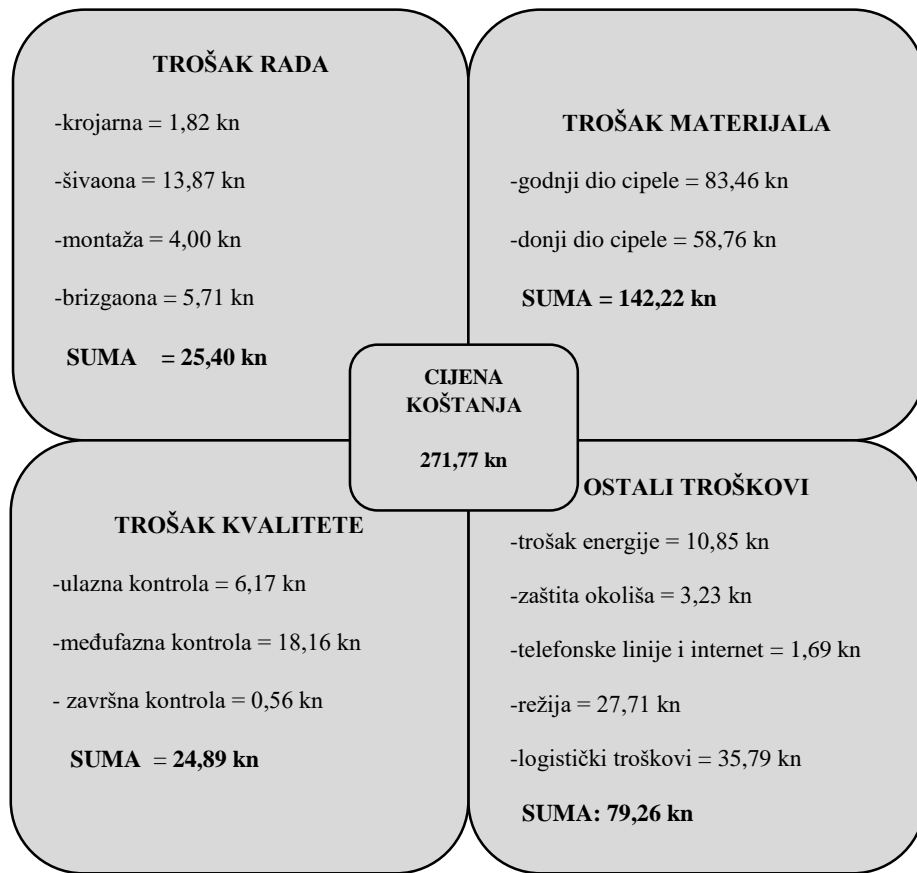 TROŠAK RADA
-krojarna = 1,82 kn
-šivaona = 13,87 kn
-montaža = 4,00 kn
-brizgaona = 5,71 kn
SUMA = 25,40 kn
TROŠAK MATERIJALA
-godnji dio cipele = 83,46 kn
-donji dio cipele = 58,76 kn
SUMA = 142,22 kn
CIJENA
KOŠTANJA
271,77 kn
TROŠAK KVALITETE
-ulazna kontrola = 6,17 kn
-međufazna kontrola = 18,16 kn
- završna kontrola = 0,56 kn
SUMA = 24,89 kn
OSTALI TROŠKOVI
-trošak energije = 10,85 kn
-zaštita okoliša = 3,23 kn
-telefonske linije i internet = 1,69 kn
-režija = 27,71 kn
-logistički troškovi = 35,79 kn
SUMA: 79,26 kn